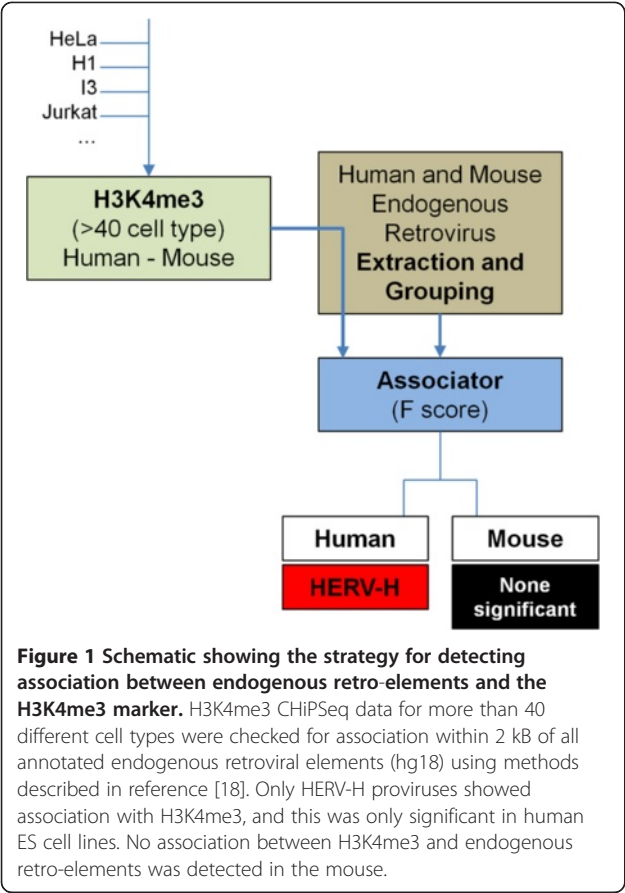 HeLa
H1
I3
Jurkat
...
H3K4me3
(>40 cell type)
Human - Mouse
Human and Mouse
Endogenous
Retrovirus
Extraction and
Grouping
Associator
(F score)
Human
Mouse
HERV-H
None
significant
Figure 1 Schematic showing the strategy for detecting
association between endogenous retro-elements and the
H3K4me3 marker. H3K4me3 CHiPSeq data for more than 40
different cell types were checked for association within 2 kB of all
annotated endogenous retroviral elements (hg18) using methods
described in reference [18]. Only HERV-H proviruses showed
association with H3K4me3, and this was only significant in human
ES cell lines. No association between H3K4me3 and endogenous
retro-elements was detected in the mouse.